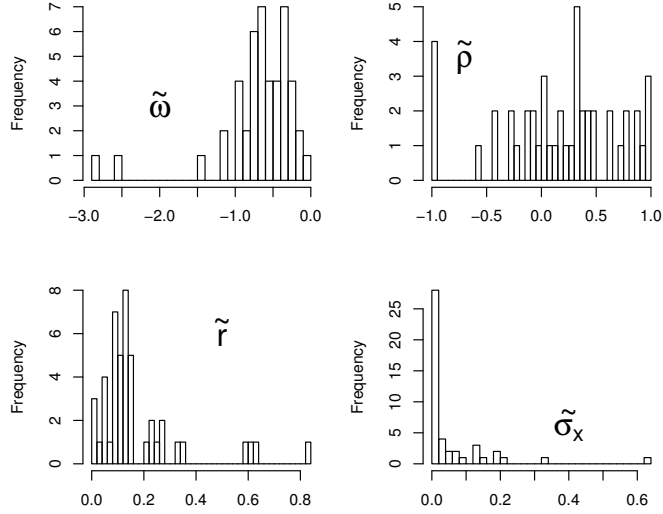 Frequency
0 1 2 3 4 5 6 7
ω̃
−3.0 −2.0 −1.0 0.0
Frequency
0 1 2 3 4 5
ρ̃
−1.0 −0.5 0.0 0.5 1.0
Frequency
0 2 4 6 8
r̃
0.0 0.2 0.4 0.6 0.8
Frequency
0 5 10 15 20 25
σ̃x
0.0 0.2 0.4 0.6